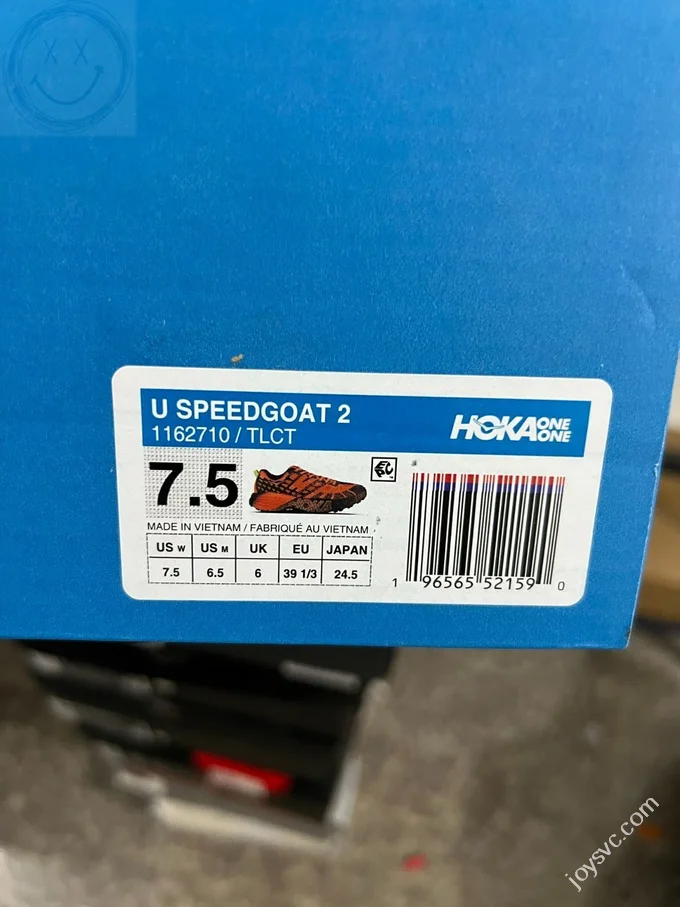 U SPEEDGOAT 2
1162710 / TLCT
HOKA ONE ONE
7.5
MADE IN VIETNAM / FABRIQUÉ AU VIETNAM
US W US M UK EU JAPAN
7.5 6.5 6 39 1/3 24.5
1 96565 52159 0
joysvc.com